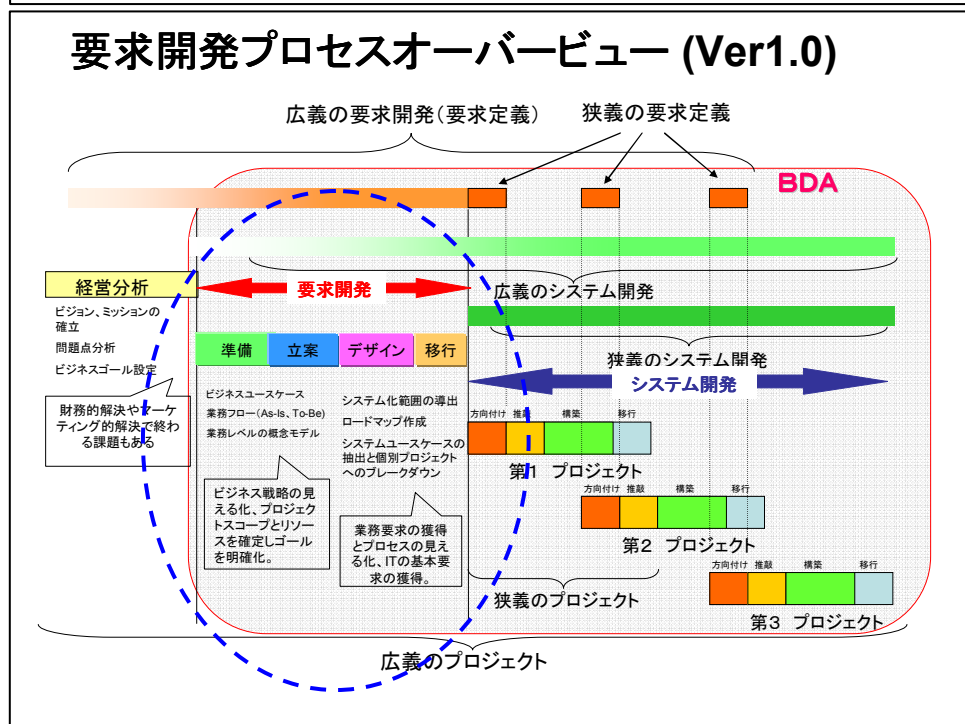 要求開発プロセスオーバービュー (Ver1.0)
広義の要求開発(要求定義)
狭義の要求定義
BDA
経営分析
要求開発
広義のシステム開発
ビジョン、ミッションの
確立
問題点分析
ビジネスゴール設定
準備
立案
デザイン
移行
狭義のシステム開発
システム開発
財務的解決やマーケ
ティング的解決で終わ
る課題もある
ビジネスユースケース
業務フロー(As-Is、To-Be)
業務レベルの概念モデル
システム化範囲の導出
ロードマップ作成
システムユースケースの
抽出と個別プロジェクト
へのブレークダウン
ビジネス戦略の見
える化、プロジェク
トスコープとリソー
スを確定しゴール
を明確化。
業務要求の獲得
とプロセスの見え
る化、ITの基本要
求の獲得。
方向付け 推敲 構築 移行
第1 プロジェクト
方向付け 推敲 構築 移行
第2 プロジェクト
方向付け 推敲 構築 移行
第3 プロジェクト
狭義のプロジェクト
広義のプロジェクト